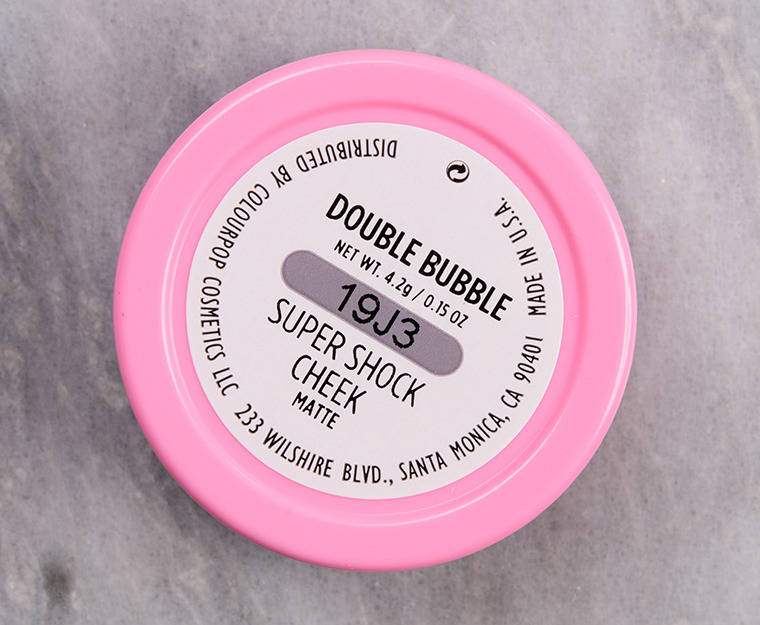 DOUBLE BUBBLE
NET WT. 4.2g / 0.15 OZ
19J3
SUPER SHOCK
CHEEK
MATTE
DISTRIBUTED BY COLOURPOP COSMETICS LLC 233 WILSHIRE BLVD., SANTA MONICA, CA 90401 MADE IN U.S.A.